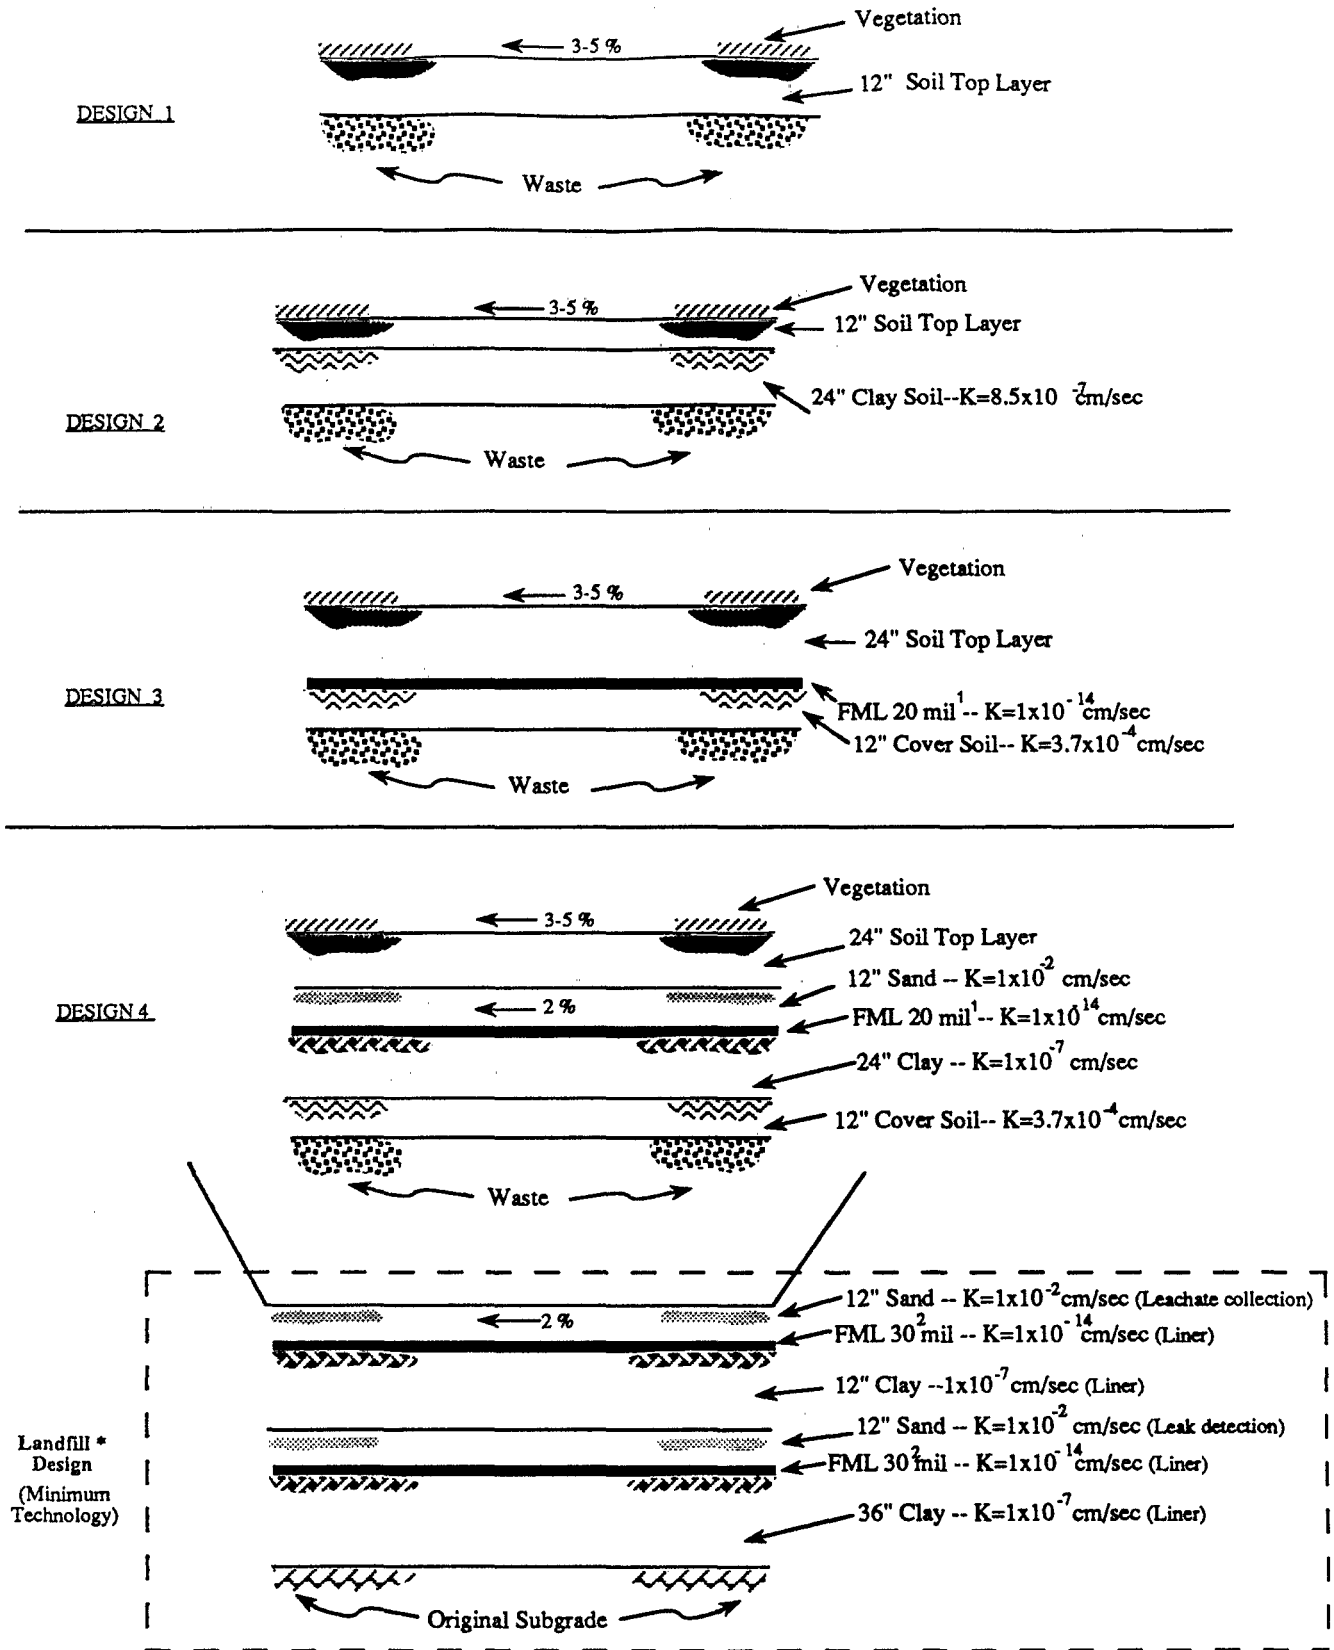 Vegetation
3-5 %
12" Soil Top Layer
DESIGN 1
Waste
Vegetation
3-5 %
12" Soil Top Layer
24" Clay Soil--K=8.5x10⁻⁷cm/sec
DESIGN 2
Waste
Vegetation
3-5 %
24" Soil Top Layer
DESIGN 3
FML 20 mil¹-- K=1x10⁻¹⁴cm/sec
12" Cover Soil-- K=3.7x10⁻⁴cm/sec
Waste
Vegetation
3-5 %
24" Soil Top Layer
12" Sand -- K=1x10⁻² cm/sec
DESIGN 4
2 %
FML 20 mil¹-- K=1x10⁻¹⁴cm/sec
24" Clay -- K=1x10⁻⁷ cm/sec
12" Cover Soil-- K=3.7x10⁻⁴cm/sec
Waste
12" Sand -- K=1x10⁻²cm/sec (Leachate collection)
2 %
FML 30²mil -- K=1x10⁻¹⁴cm/sec (Liner)
12" Clay --1x10⁻⁷cm/sec (Liner)
12" Sand -- K=1x10⁻² cm/sec (Leak detection)
Landfill *
Design
(Minimum
Technology)
FML 30²mil -- K=1x10⁻¹⁴cm/sec (Liner)
36" Clay -- K=1x10⁻⁷cm/sec (Liner)
Original Subgrade